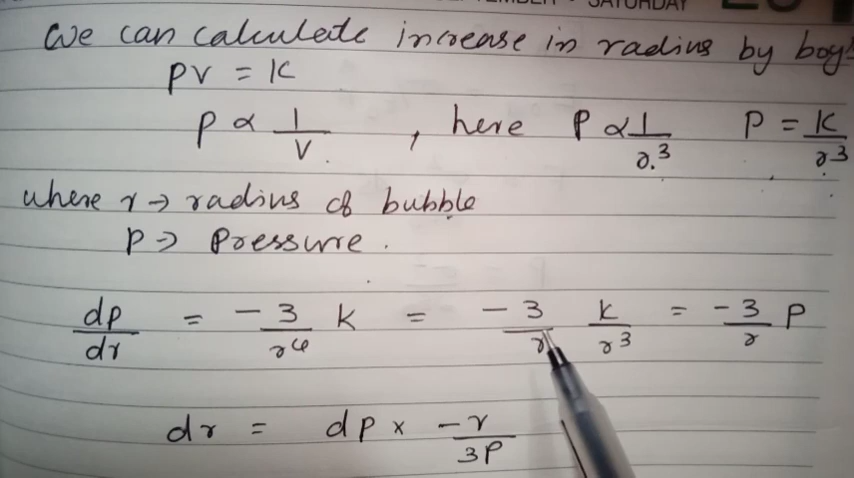 SATURDAY
We can calculate increase in radius by boy's
PV = K
P ∝ 1/V , here P ∝ 1/r³ P = K/r³
where r → radius of bubble
P → Pressure .
dp/dr = -3/r⁴ K = -3/r K/r³ = -3/r P
dr = dp × -r/3P